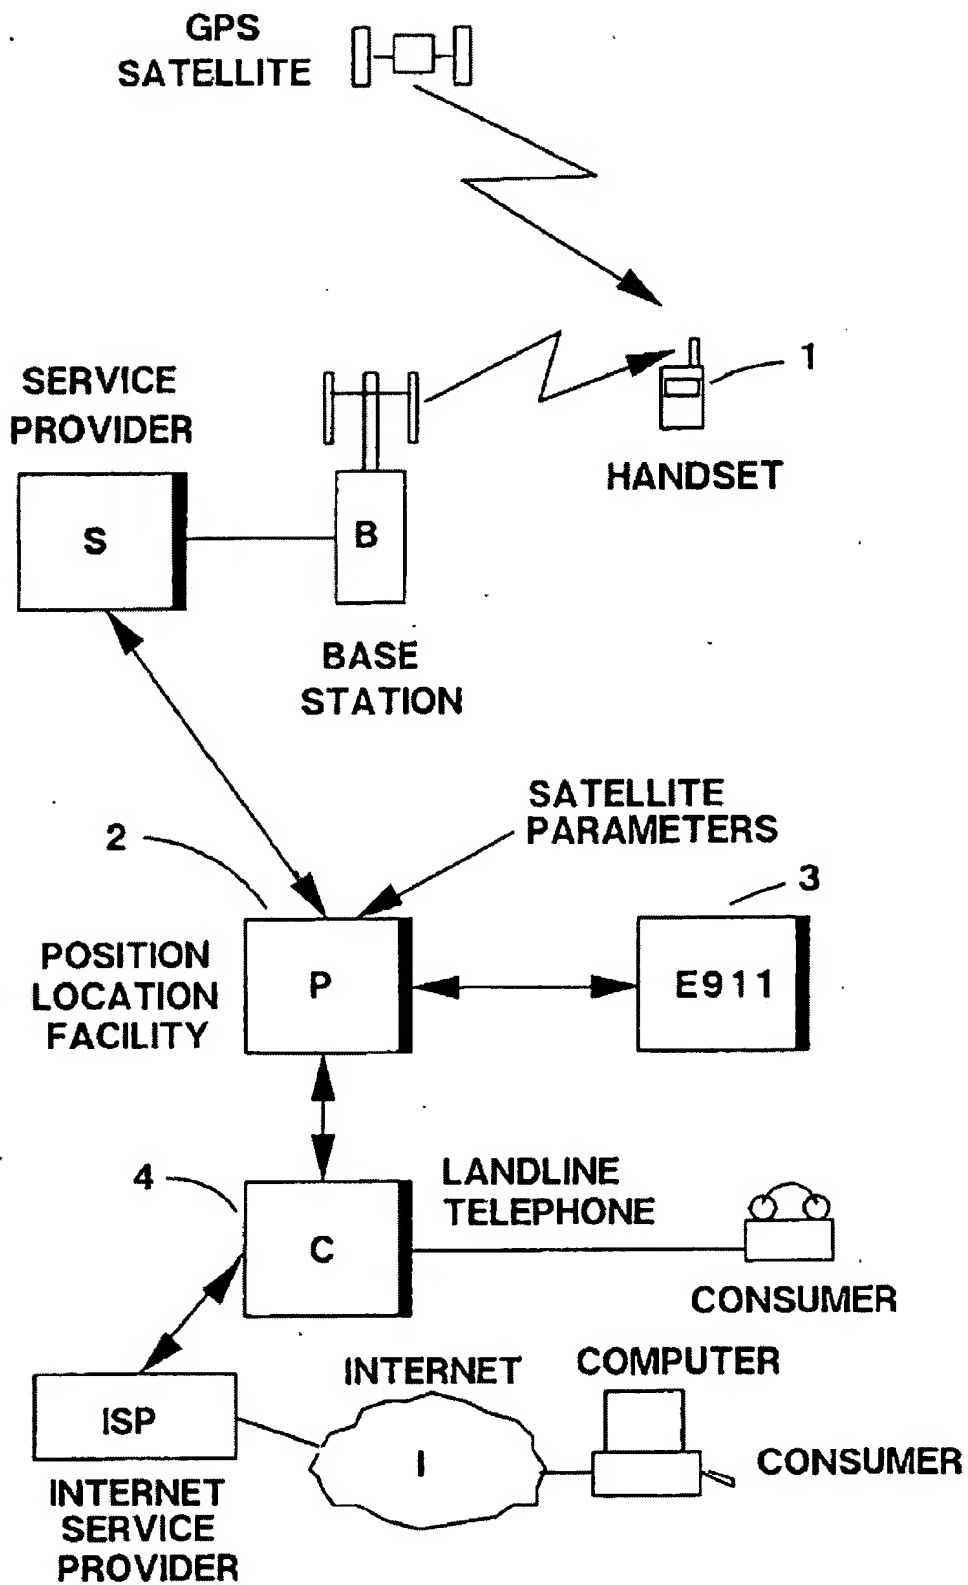 GPS
SATELLITE
1
HANDSET
SERVICE
PROVIDER
S
B
BASE
STATION
SATELLITE
PARAMETERS
2
3
POSITION
LOCATION
FACILITY
P
E911
4
LANDLINE
TELEPHONE
C
CONSUMER
INTERNET
COMPUTER
ISP
I
CONSUMER
INTERNET
SERVICE
PROVIDER